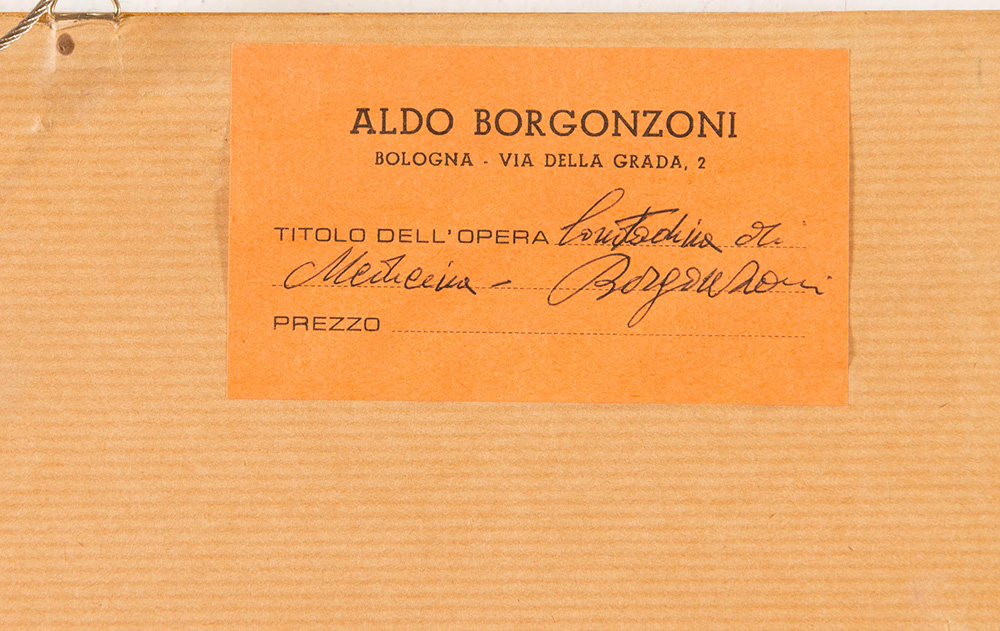 ALDO BORGONZONI
BOLOGNA - VIA DELLA GRADA, 2
TITOLO DELL'OPERA Contadina di
Medicina - Borgonzoni
PREZZO